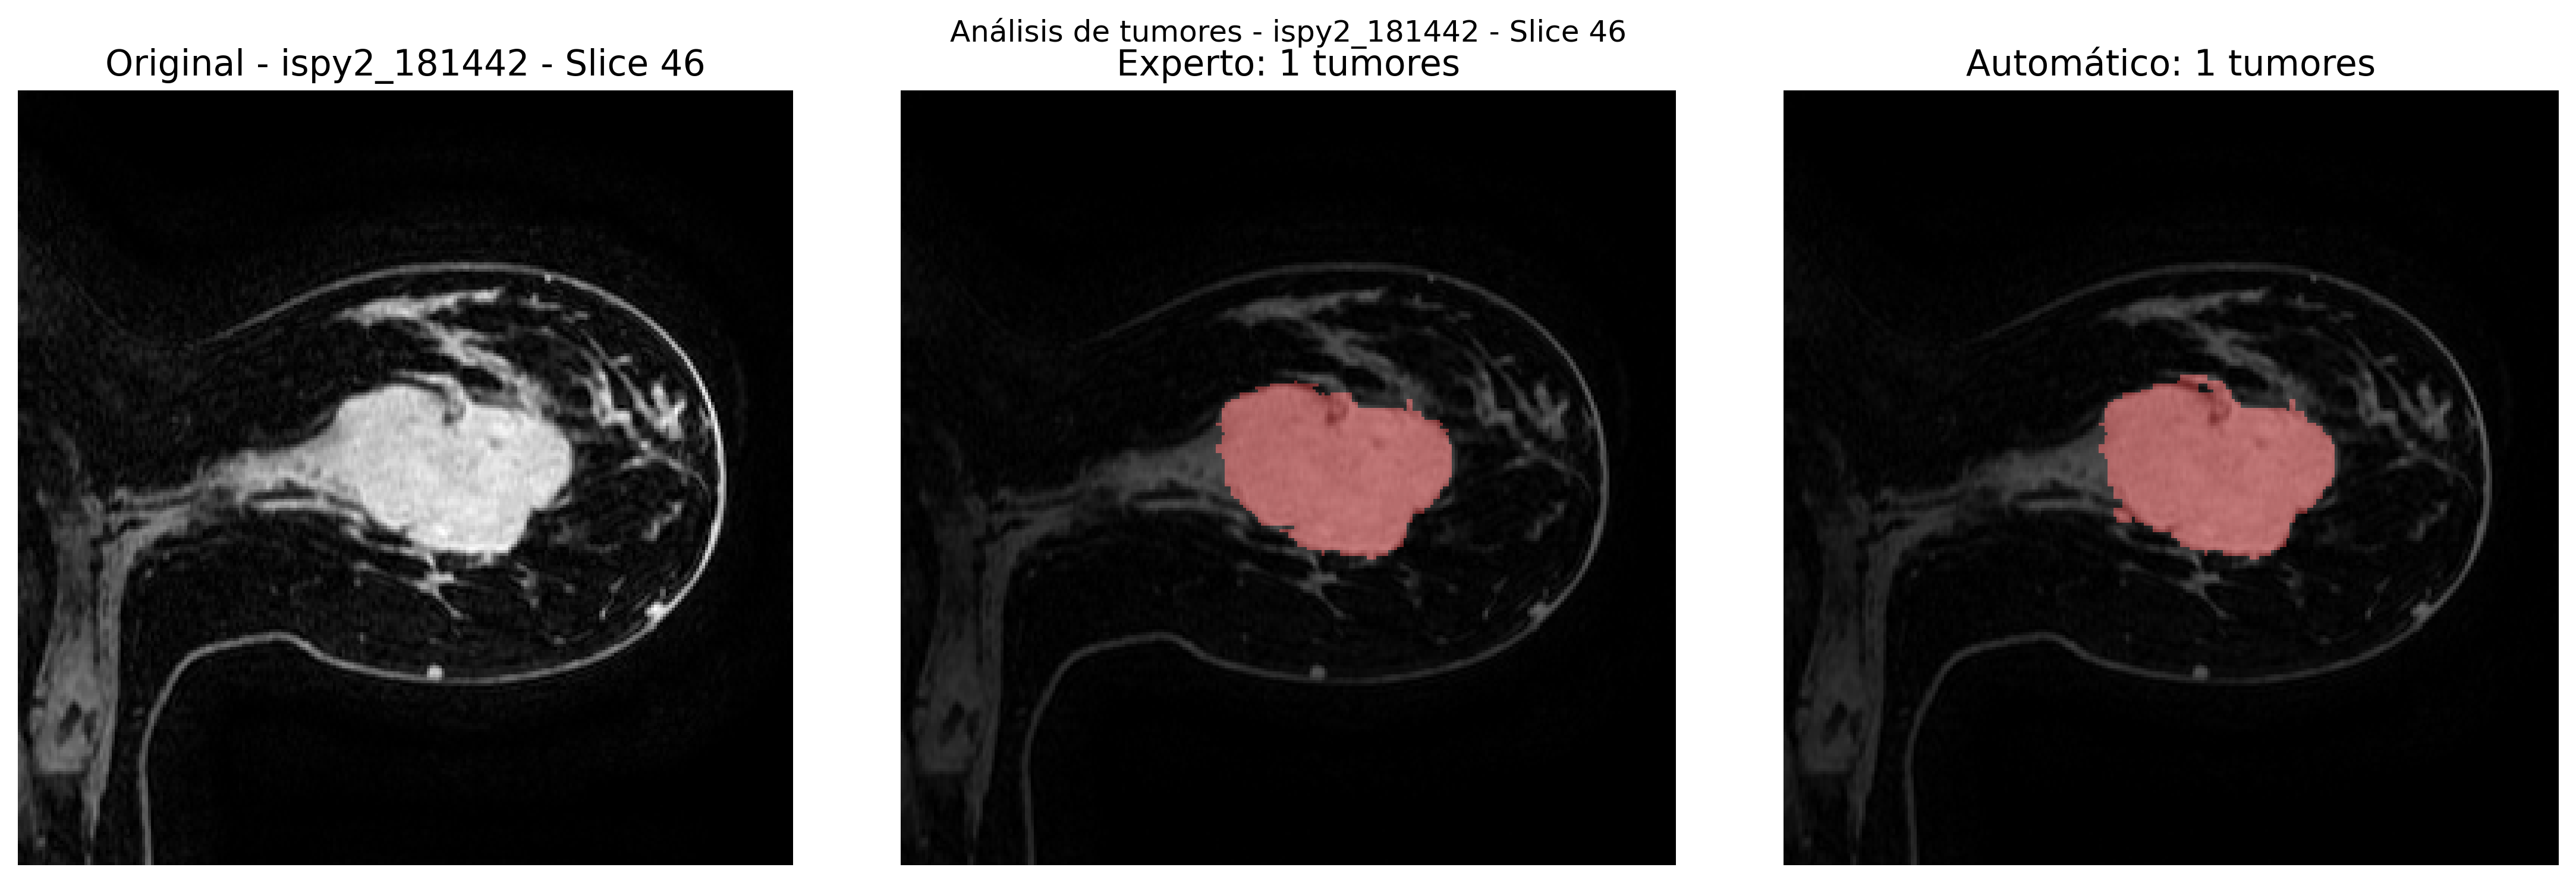 Análisis de tumores - ispy2_181442 - Slice 46
Original - ispy2_181442 - Slice 46
Experto: 1 tumores
Automático: 1 tumores